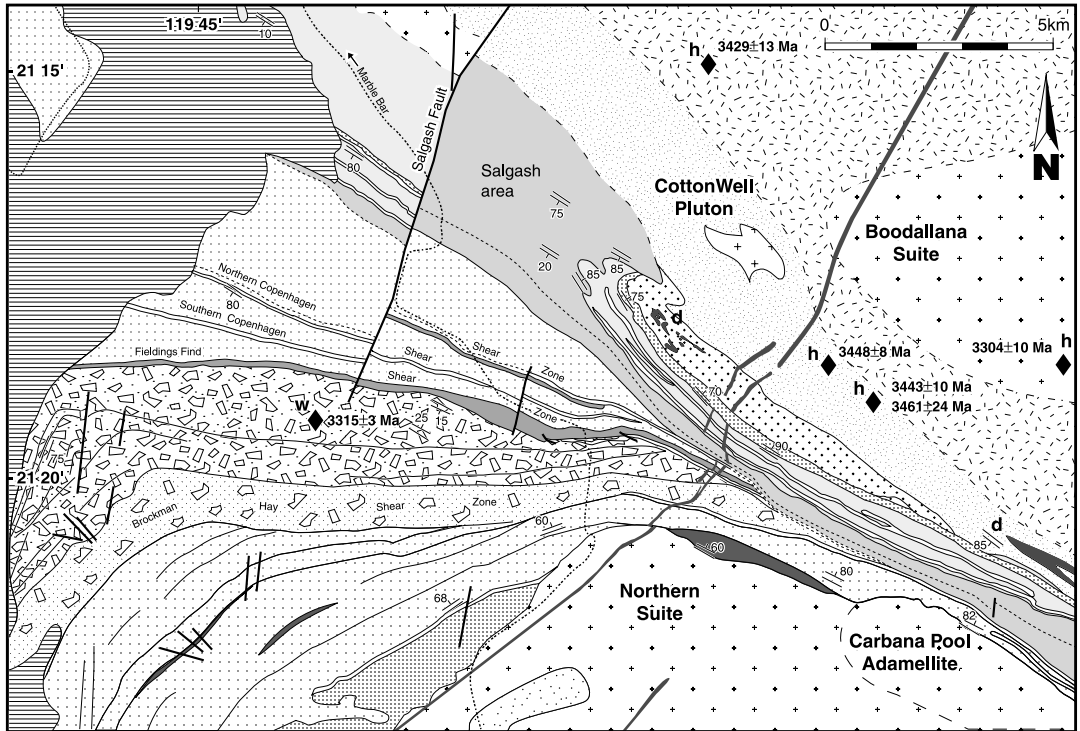 119 45'
0 5km
10
h 3429±13 Ma
21 15'
Marble Bar
Salgash Fault
N
80
Salgash
area
75
CottonWell
Pluton
Boodallana
Suite
20
85
85
75
Northern Copenhagen
80
Southern Copenhagen
d
Shear
Zone
Fieldings Find
Shear
Shear
Zone
h 3448±8 Ma
3304±10 Ma h
h 3443±10 Ma
3461±24 Ma
70
w 3315±3 Ma
25 15
90
75
21 20'
Brockman Hay Shear Zone
60
d
85
60
80
68
Northern
Suite
82
Carbana Pool
Adamellite